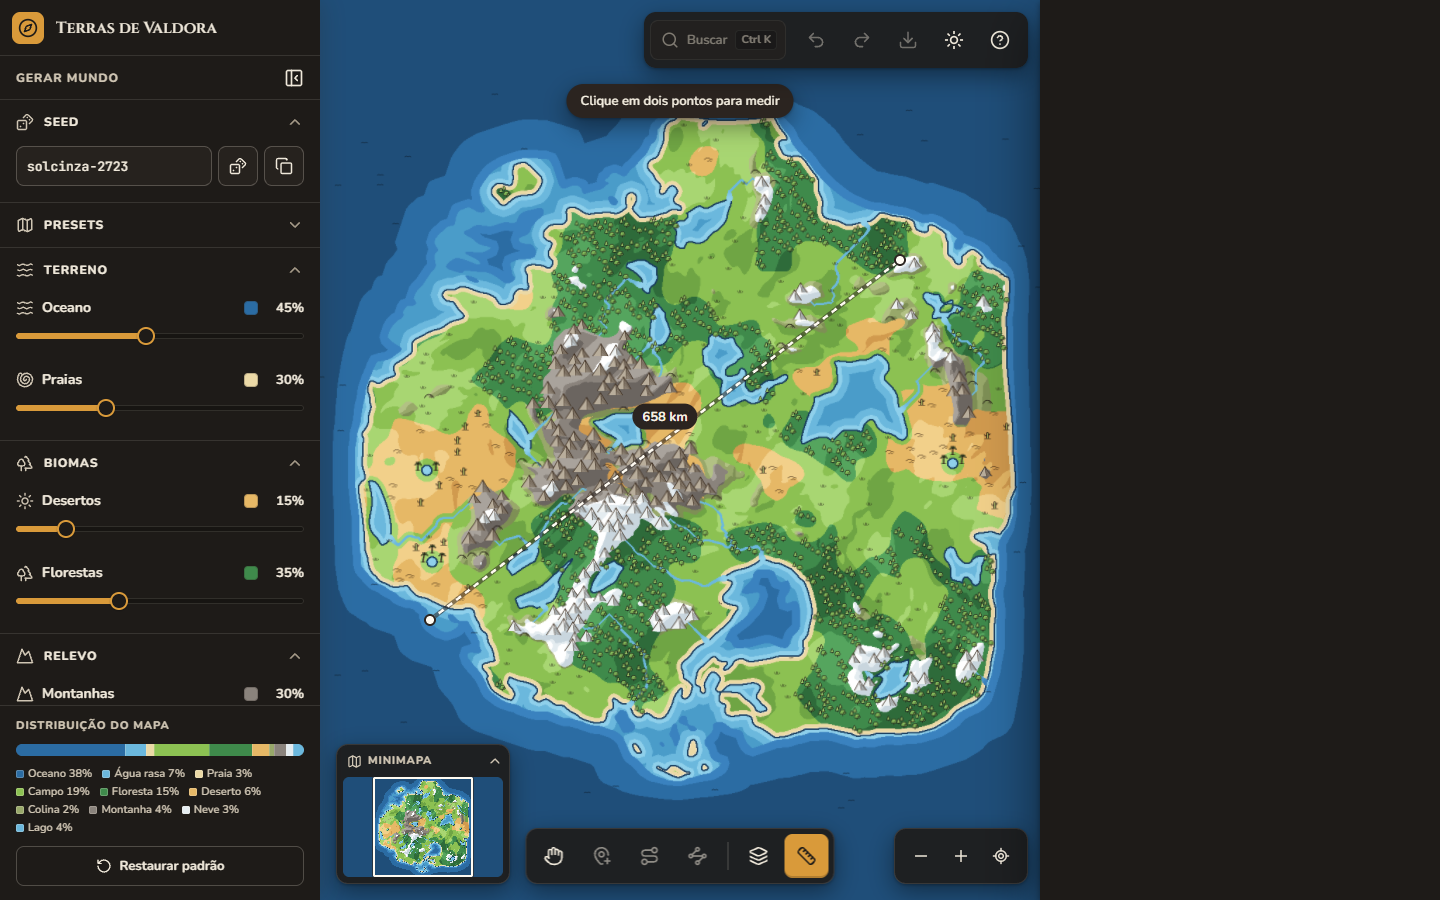 Terras de Valdora
GERAR MUNDO
SEED
solcinza-2723
PRESETS
TERRENO
Oceano 45%
Praias 30%
BIOMAS
Desertos 15%
Florestas 35%
RELEVO
Montanhas 30%
DISTRIBUIÇÃO DO MAPA
Oceano 38% Água rasa 7% Praia 3%
Campo 19% Floresta 15% Deserto 6%
Colina 2% Montanha 4% Neve 3%
Lago 4%
Restaurar padrão
Buscar Ctrl K
Clique em dois pontos para medir
658 km
MINIMAPA